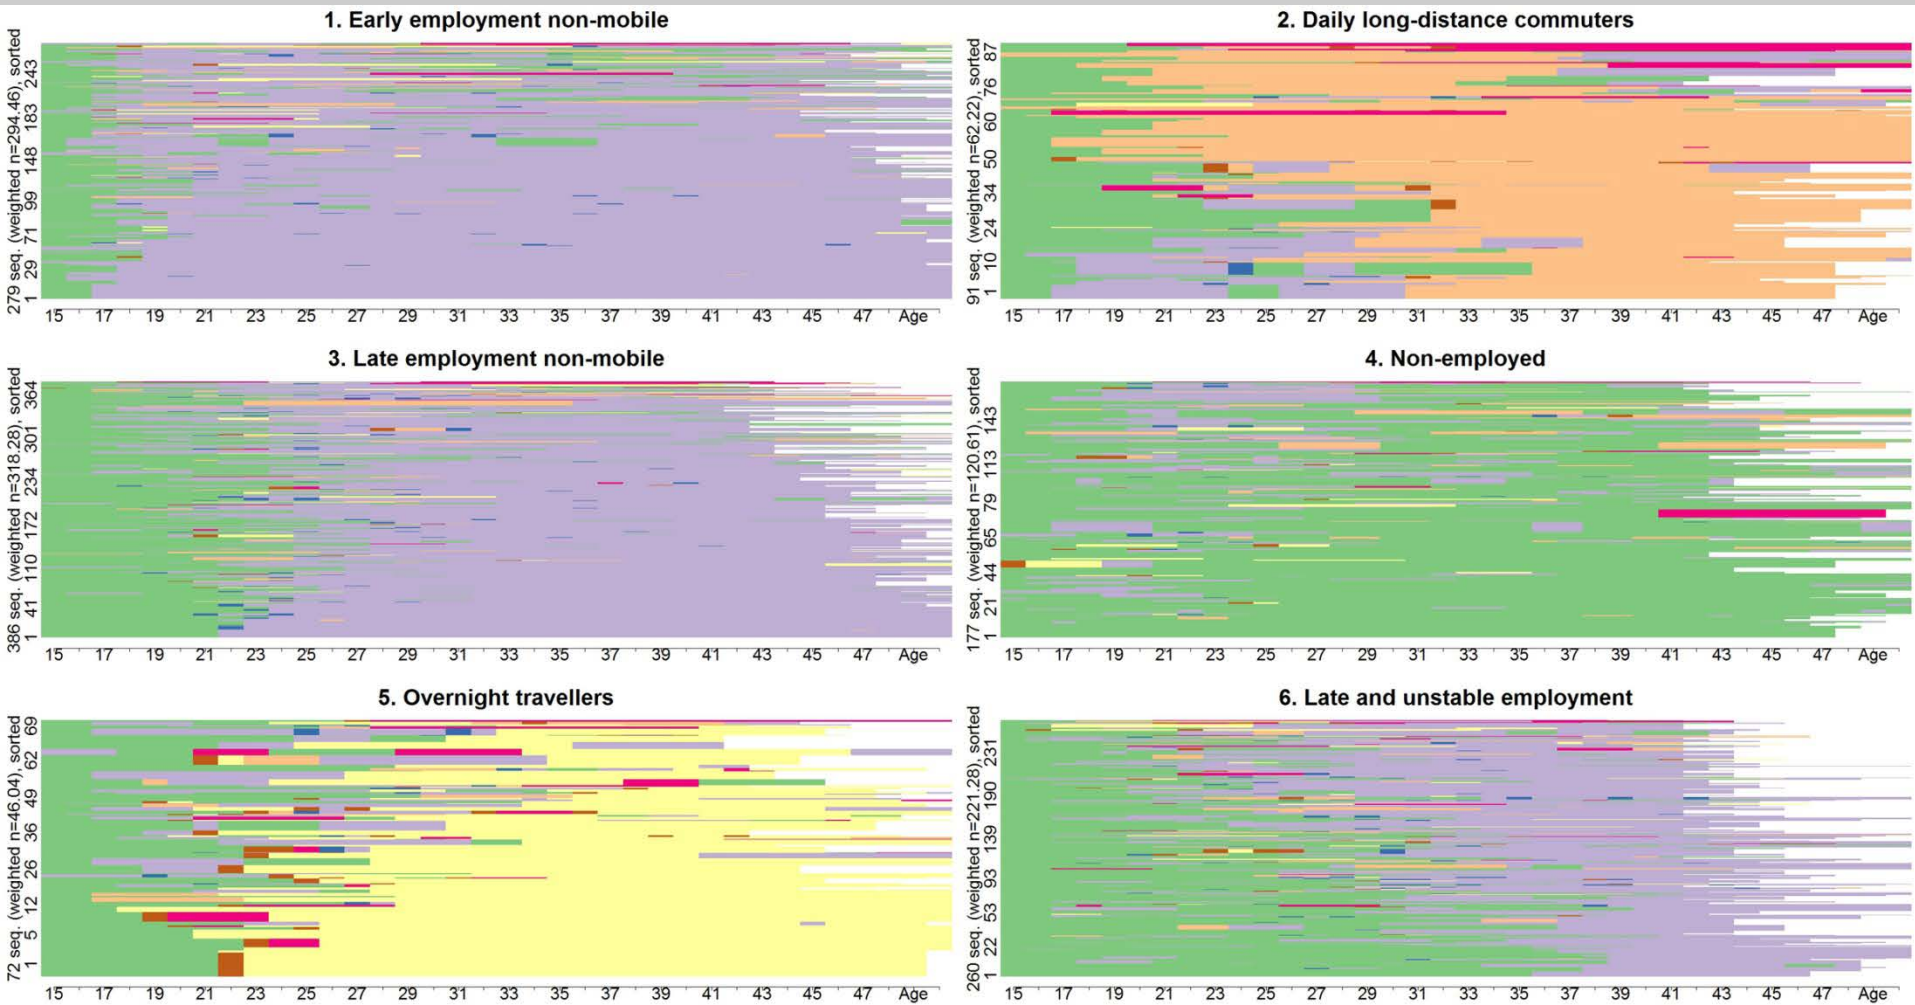 1. Early employment non-mobile
279 seq. (weighted n=294.46), sorted
1 29 71 99 148 183 243
15 17 19 21 23 25 27 29 31 33 35 37 39 41 43 45 47 Age
2. Daily long-distance commuters
91 seq. (weighted n=62.22), sorted
1 10 24 34 50 60 76 87
15 17 19 21 23 25 27 29 31 33 35 37 39 41 43 45 47 Age
3. Late employment non-mobile
386 seq. (weighted n=318.28), sorted
1 41 110 172 234 301 364
15 17 19 21 23 25 27 29 31 33 35 37 39 41 43 45 47 Age
4. Non-employed
177 seq. (weighted n=120.61), sorted
1 21 44 65 79 113 143
15 17 19 21 23 25 27 29 31 33 35 37 39 41 43 45 47 Age
5. Overnight travellers
72 seq. (weighted n=46.04), sorted
1 5 12 26 36 49 62 69
15 17 19 21 23 25 27 29 31 33 35 37 39 41 43 45 47 Age
6. Late and unstable employment
260 seq. (weighted n=221.28), sorted
1 22 53 93 139 190 231
15 17 19 21 23 25 27 29 31 33 35 37 39 41 43 45 47 Age